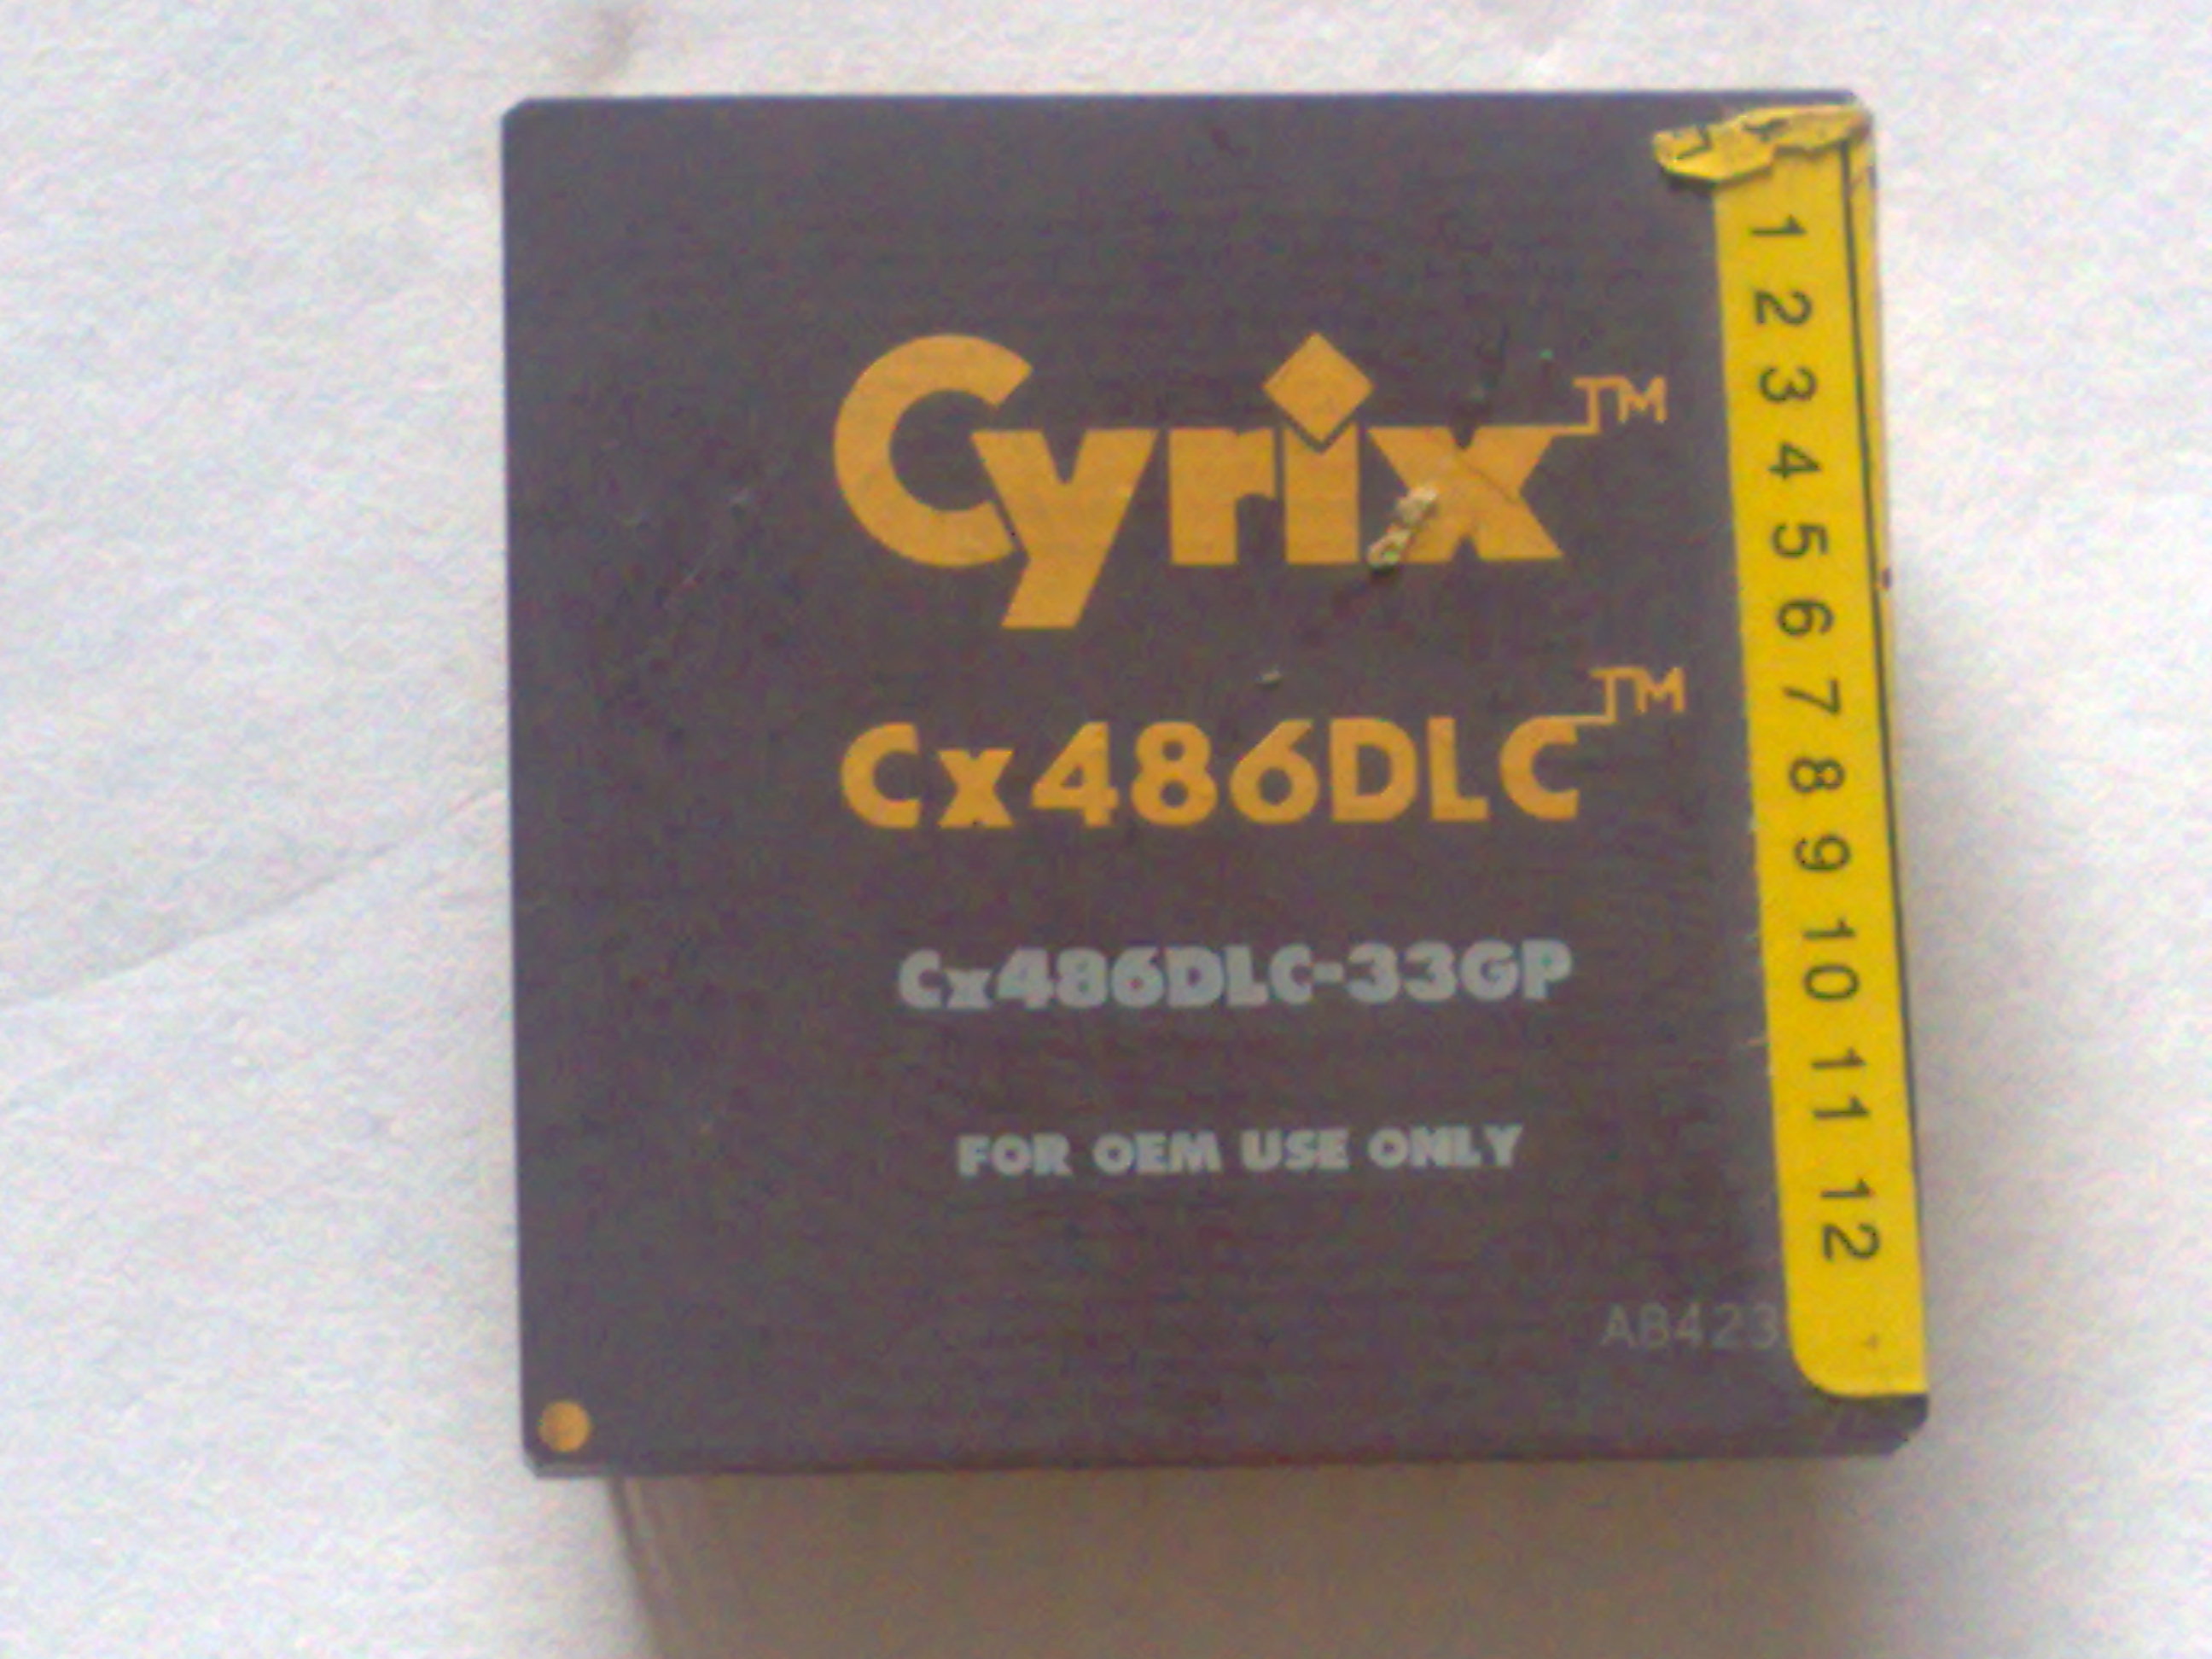 Cyrix™
Cx486DLC™
Cx486DLC-33GP
FOR OEM USE ONLY
AB423
1 2 3 4 5 6 7 8 9 10 11 12